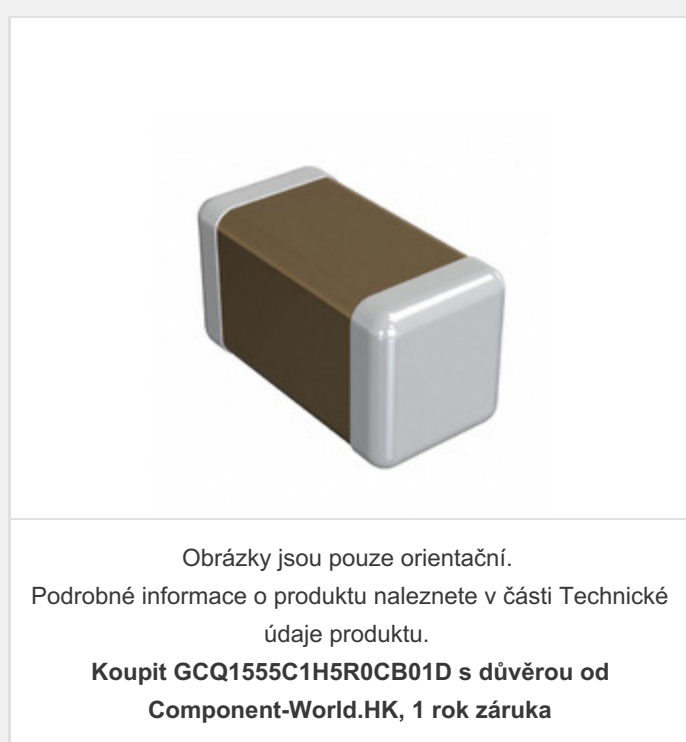 Obrázky jsou pouze orientační.
Podrobné informace o produktu naleznete v části Technické
údaje produktu.
Koupit GCQ1555C1H5R0CB01D s důvěrou od
Component-World.HK, 1 rok záruka